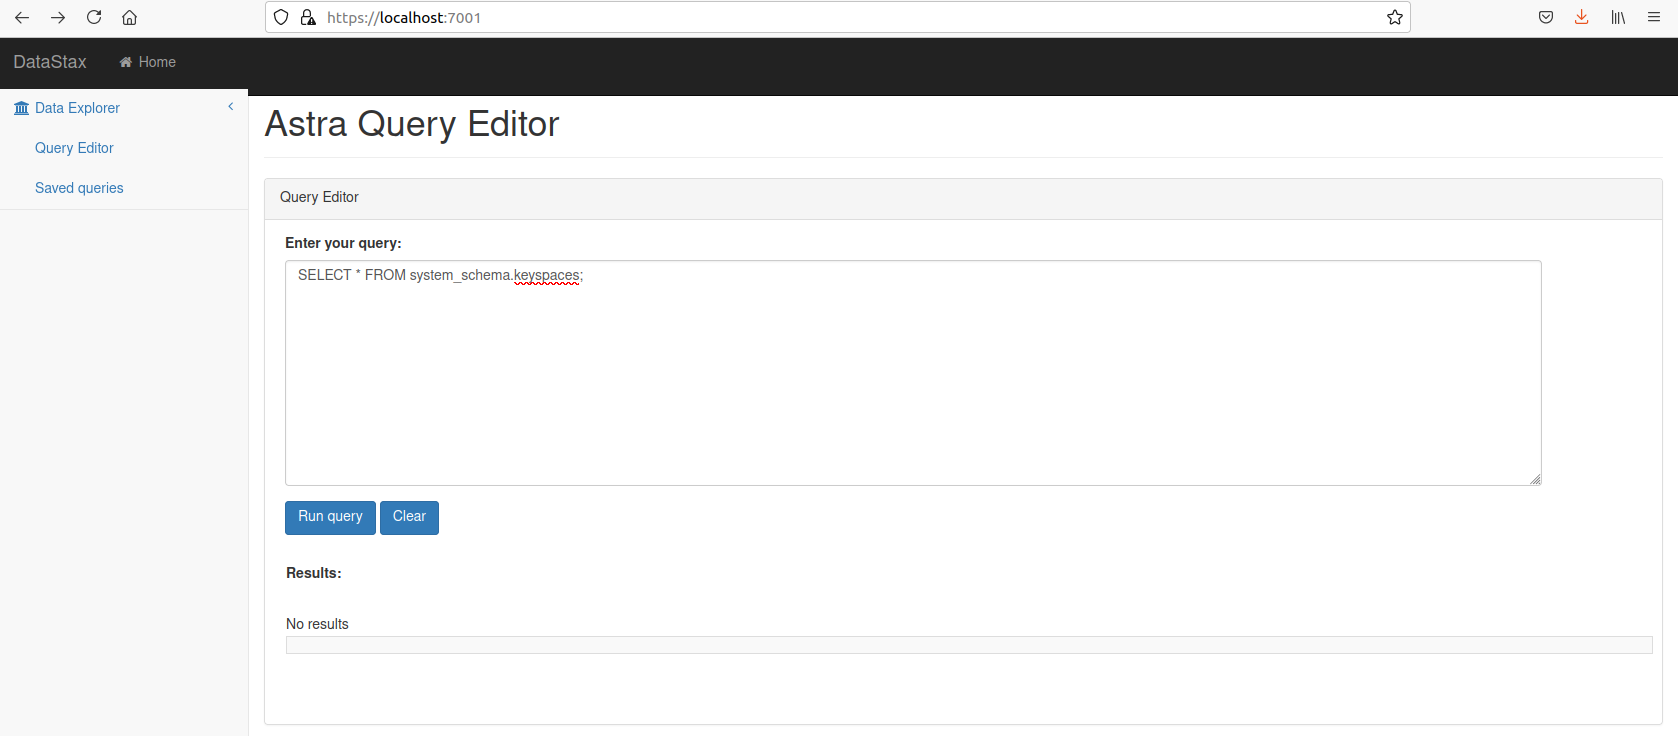 https://localhost:7001
DataStax Home
Data Explorer
Query Editor
Saved queries
Astra Query Editor
Query Editor
Enter your query:
SELECT * FROM system_schema.keyspaces;
Run query Clear
Results:
No results